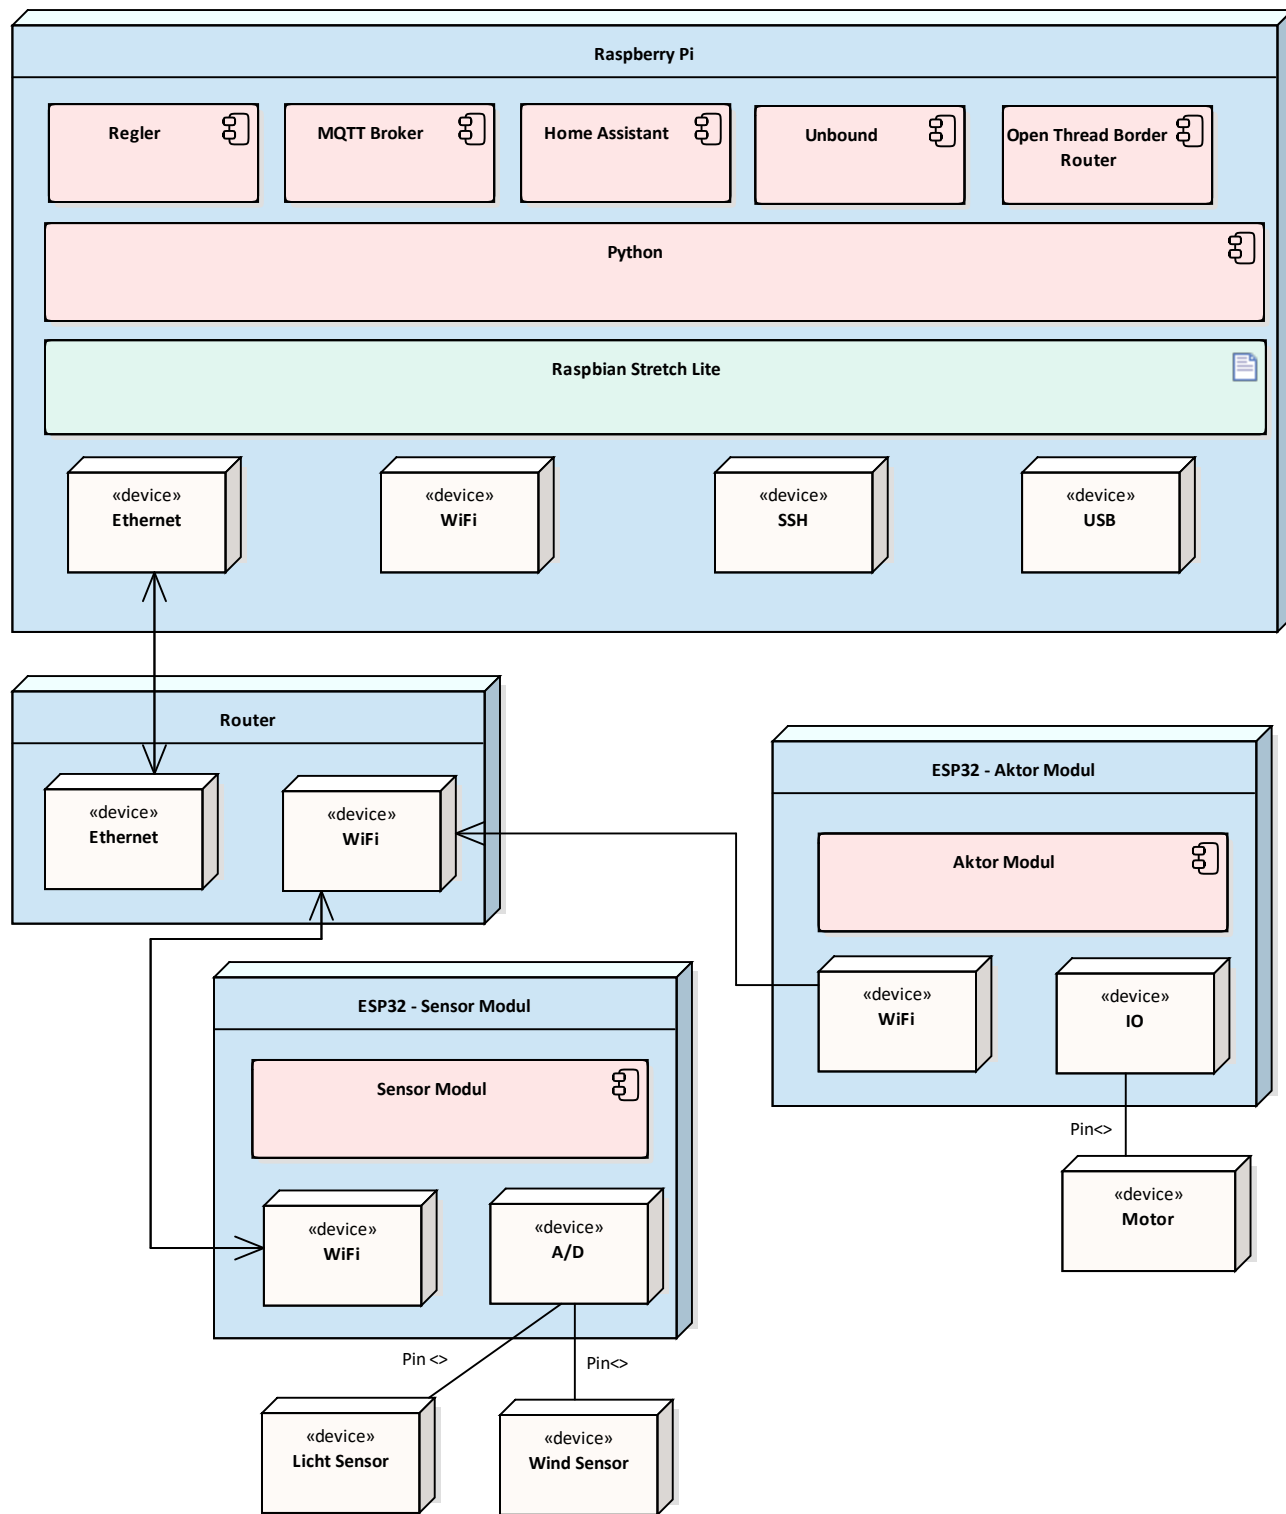 Raspberry Pi
Regler
MQTT Broker
Home Assistant
Unbound
Open Thread Border
Router
Python
Raspbian Stretch Lite
«device»
Ethernet
«device»
WiFi
«device»
SSH
«device»
USB
Router
«device»
Ethernet
«device»
WiFi
ESP32 - Aktor Modul
Aktor Modul
«device»
WiFi
«device»
IO
Pin<>
«device»
Motor
ESP32 - Sensor Modul
Sensor Modul
«device»
WiFi
«device»
A/D
Pin <>
Pin<>
«device»
Licht Sensor
«device»
Wind Sensor